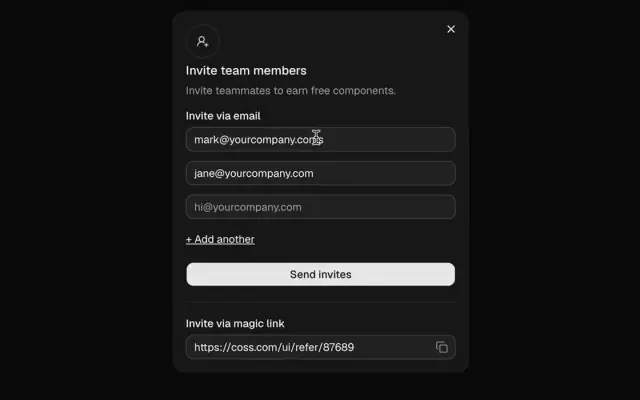 Invite team members
Invite teammates to earn free components.
Invite via email
mark@yourcompany.coms
jane@yourcompany.com
hi@yourcompany.com
+ Add another
Send invites
Invite via magic link
https://coss.com/ui/refer/87689